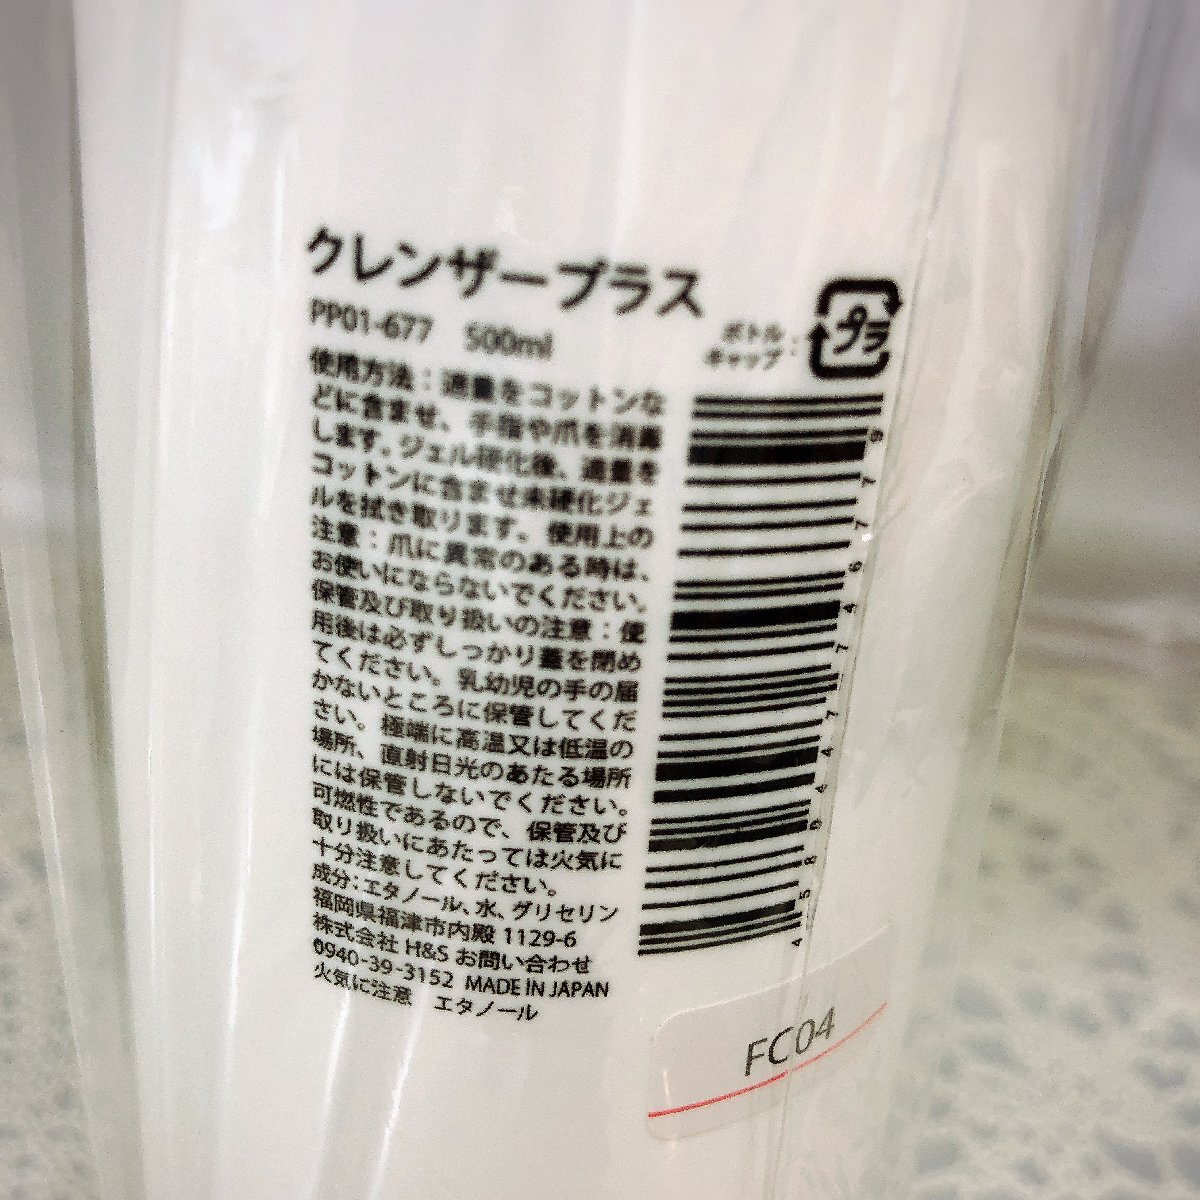 クレンザープラス
PP01-677 500ml
ボトル
キャップ :
プラ
使用方法:適量をコットンな
どに含ませ、手指や爪を消毒
します。ジェル硬化後、適量を
コットンに含ませ未硬化ジェ
ルを拭き取ります。使用上の
注意:爪に異常のある時は、
お使いにならないでください。
保管及び取り扱いの注意:使
用後は必ずしっかり蓋を閉め
てください。乳幼児の手の届
かないところに保管してくだ
さい。極端に高温又は低温の
場所、直射日光のあたる場所
には保管しないでください。
可燃性であるので、保管及び
取り扱いにあたっては火気に
十分注意してください。
成分:エタノール、水、グリセリン
福岡県福津市内殿 1129-6
株式会社 H&S お問い合わせ
0940-39-3152 MADE IN JAPAN
火気に注意 エタノール
FC04